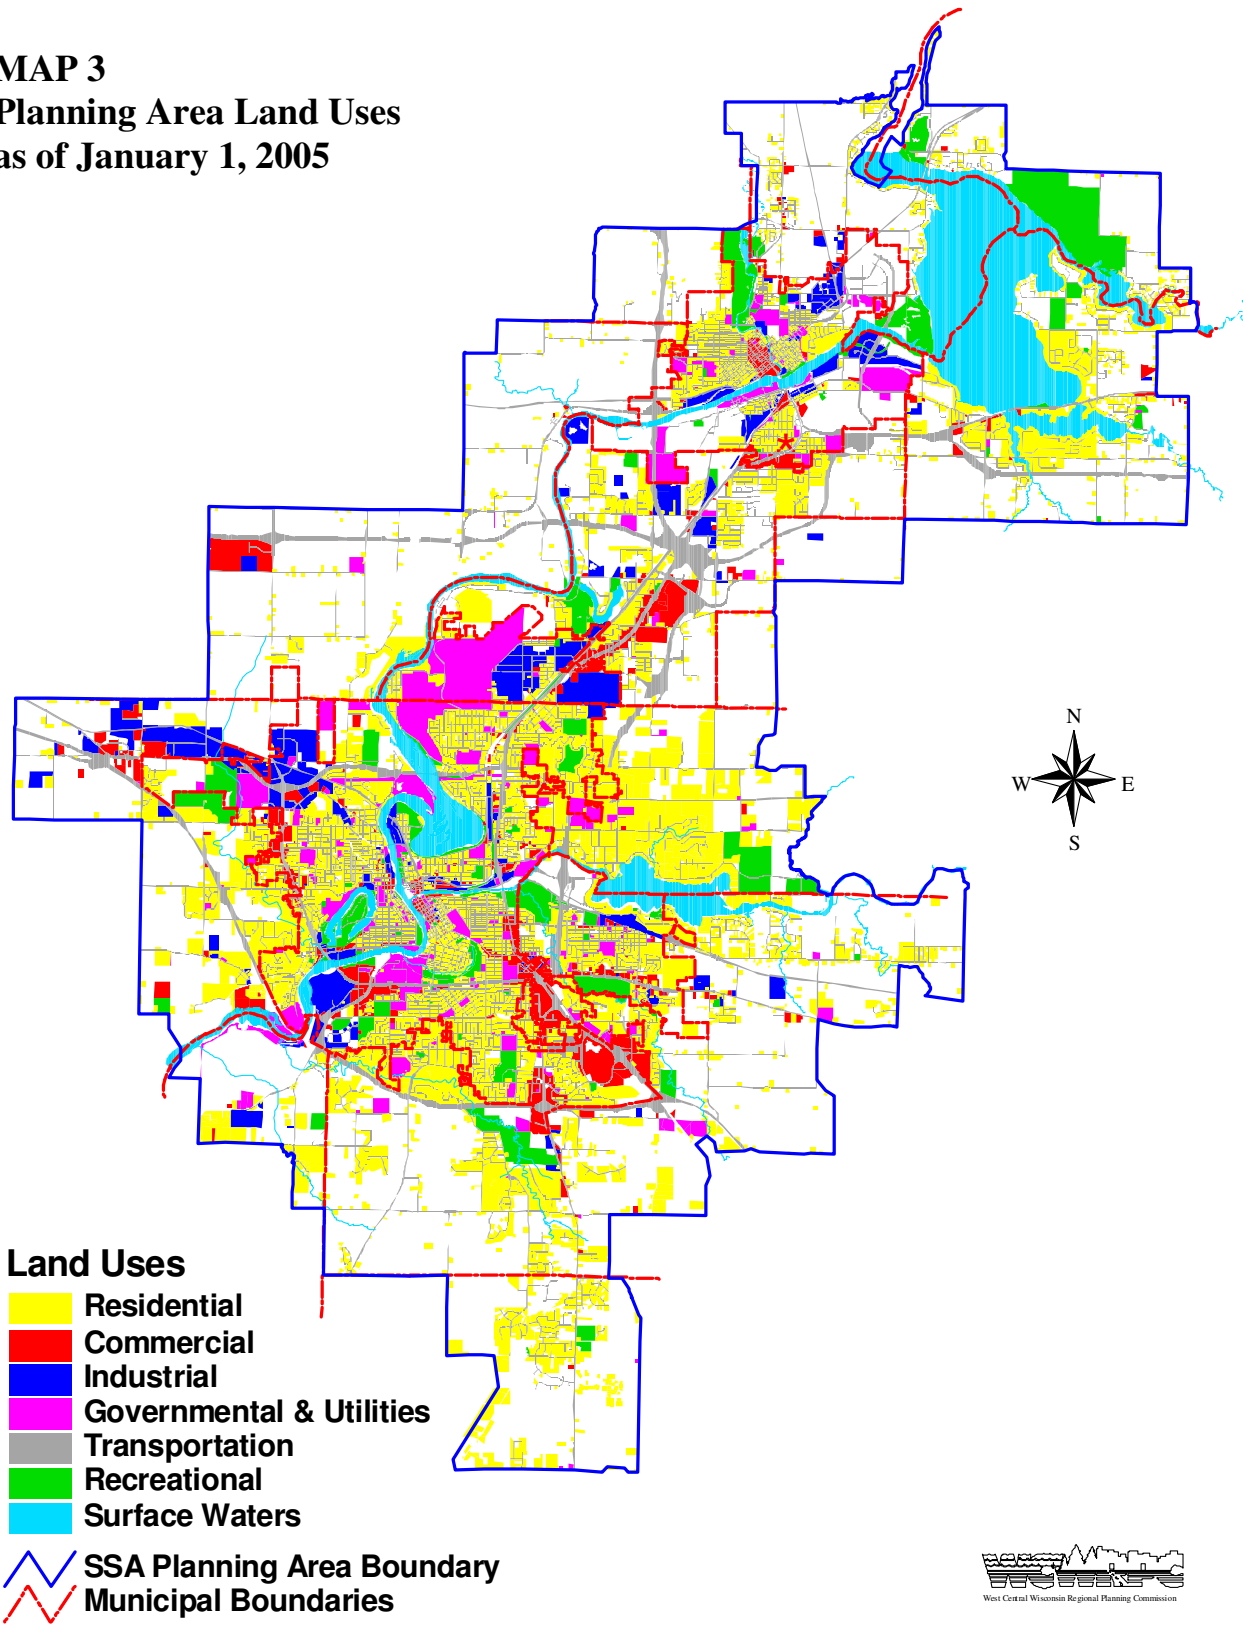 MAP 3
Planning Area Land Uses
as of January 1, 2005
N
W
E
S
Land Uses
Residential
Commercial
Industrial
Governmental & Utilities
Transportation
Recreational
Surface Waters
SSA Planning Area Boundary
Municipal Boundaries
WCWRPC
West Central Wisconsin Regional Planning Commission